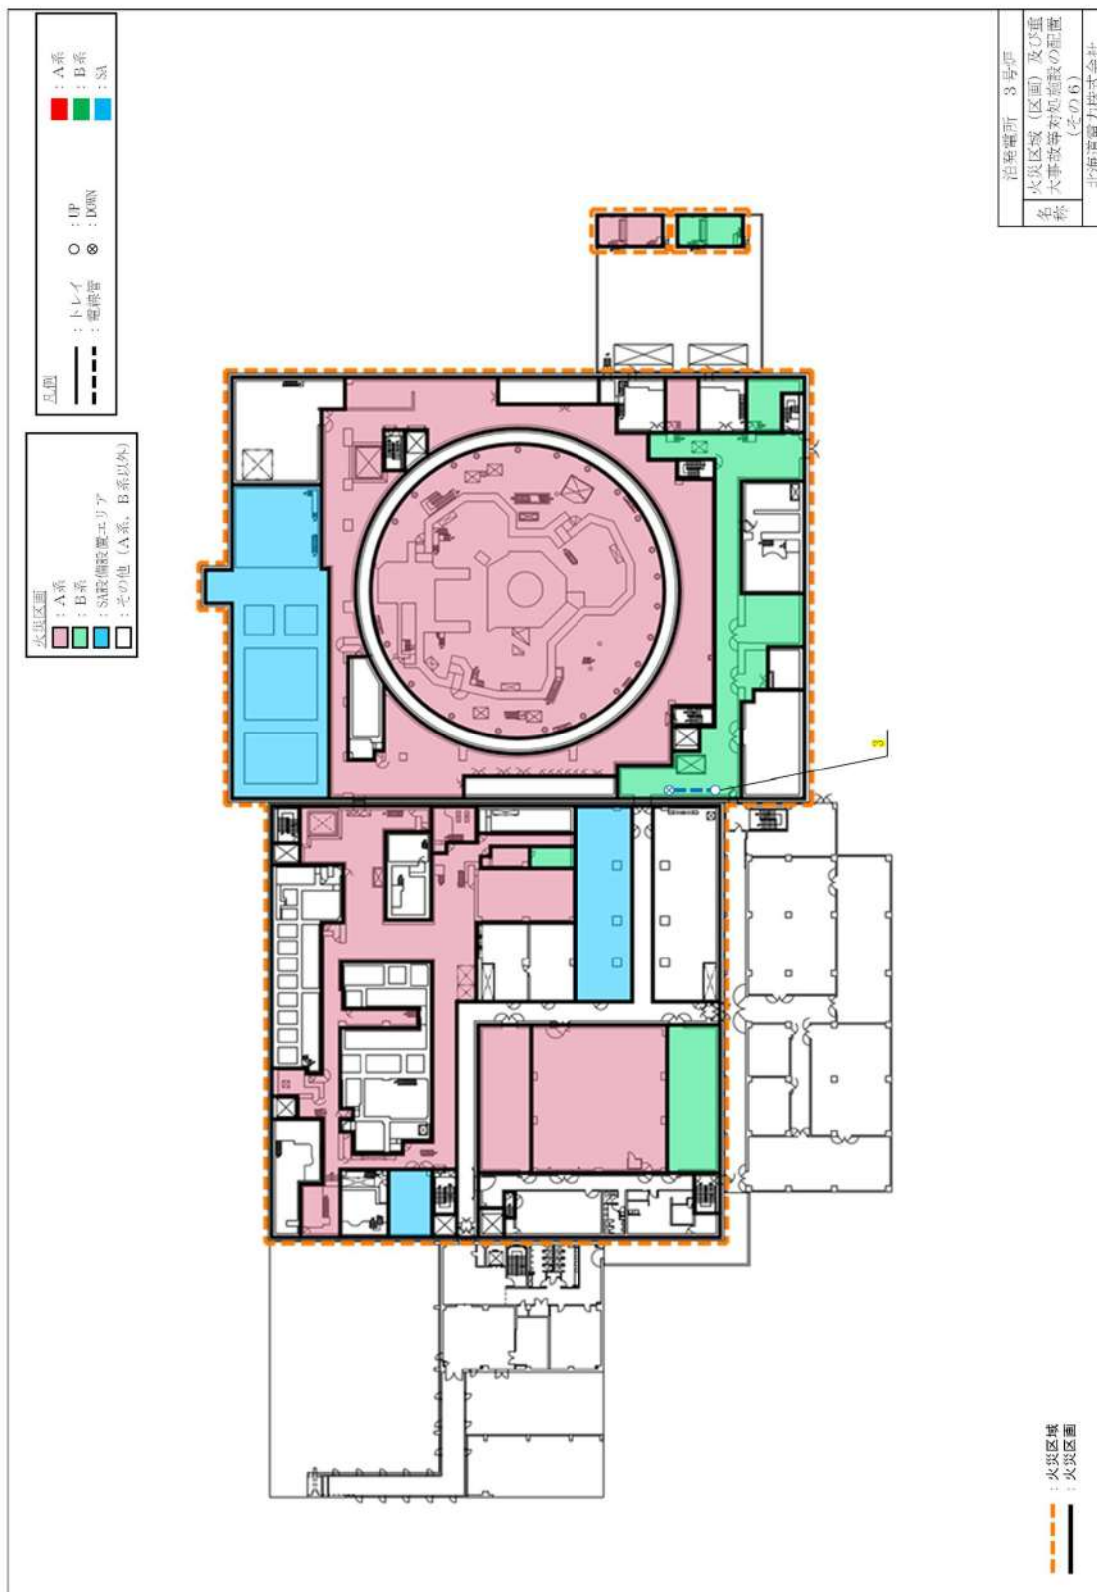 火災区画
: A系
: B系
: SA設備設置エリア
: その他（A系、B系以外）
凡例
: トレイ
: 電線管
: UP
: DOWN
: A系
: B系
: SA
3
: 火災区域
: 火災区画
泊発電所 3号炉
名称
火災区域（区画）及び重
大事故等対処施設の配置
（その6）
北海道電力株式会社